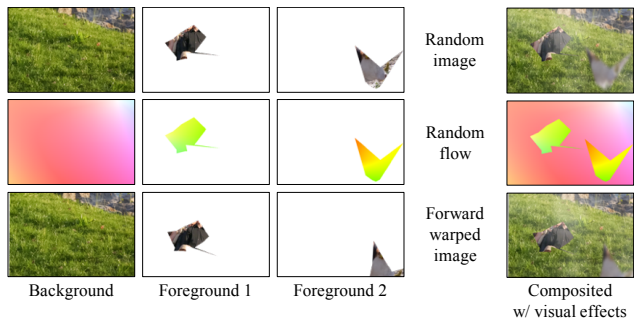 Random
image
Random
flow
Forward
warped
image
Background
Foreground 1
Foreground 2
Composited
w/ visual effects